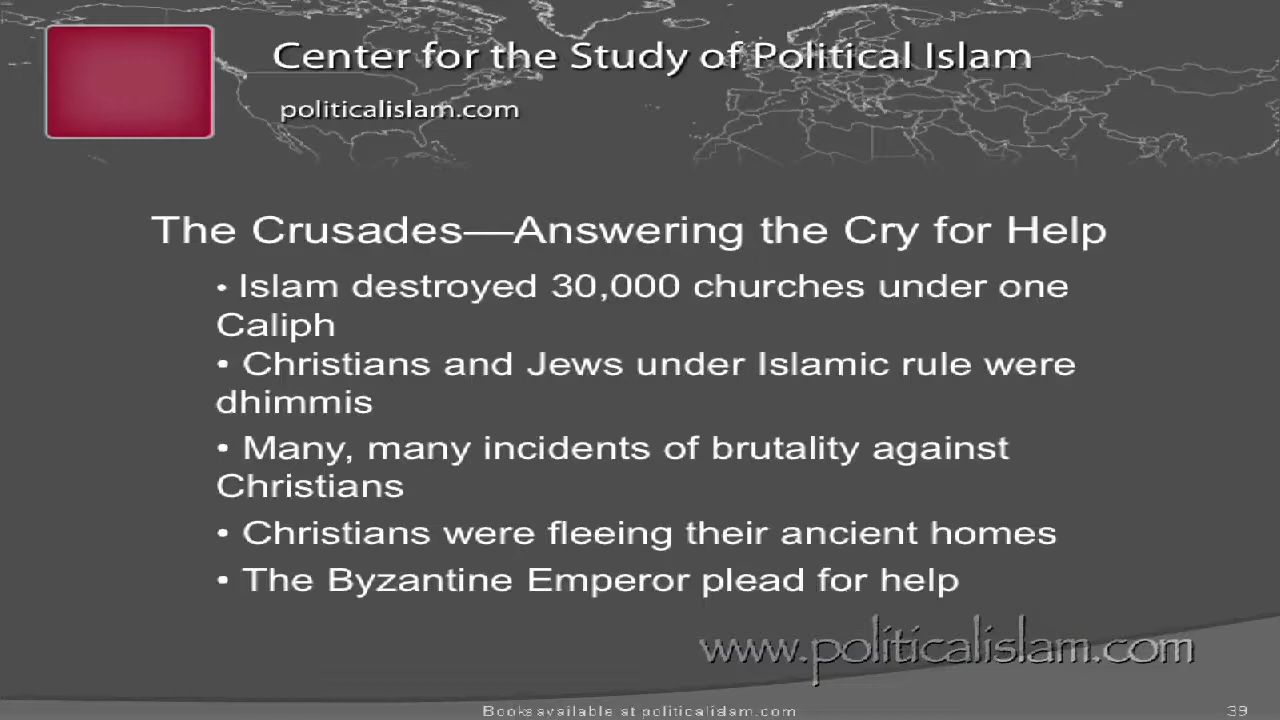 Center for the Study of Political Islam
politicalislam.com
The Crusades—Answering the Cry for Help
• Islam destroyed 30,000 churches under one
Caliph
• Christians and Jews under Islamic rule were
dhimmis
• Many, many incidents of brutality against
Christians
• Christians were fleeing their ancient homes
• The Byzantine Emperor plead for help
www.politicalislam.com
Books available at politicalislam.com
39